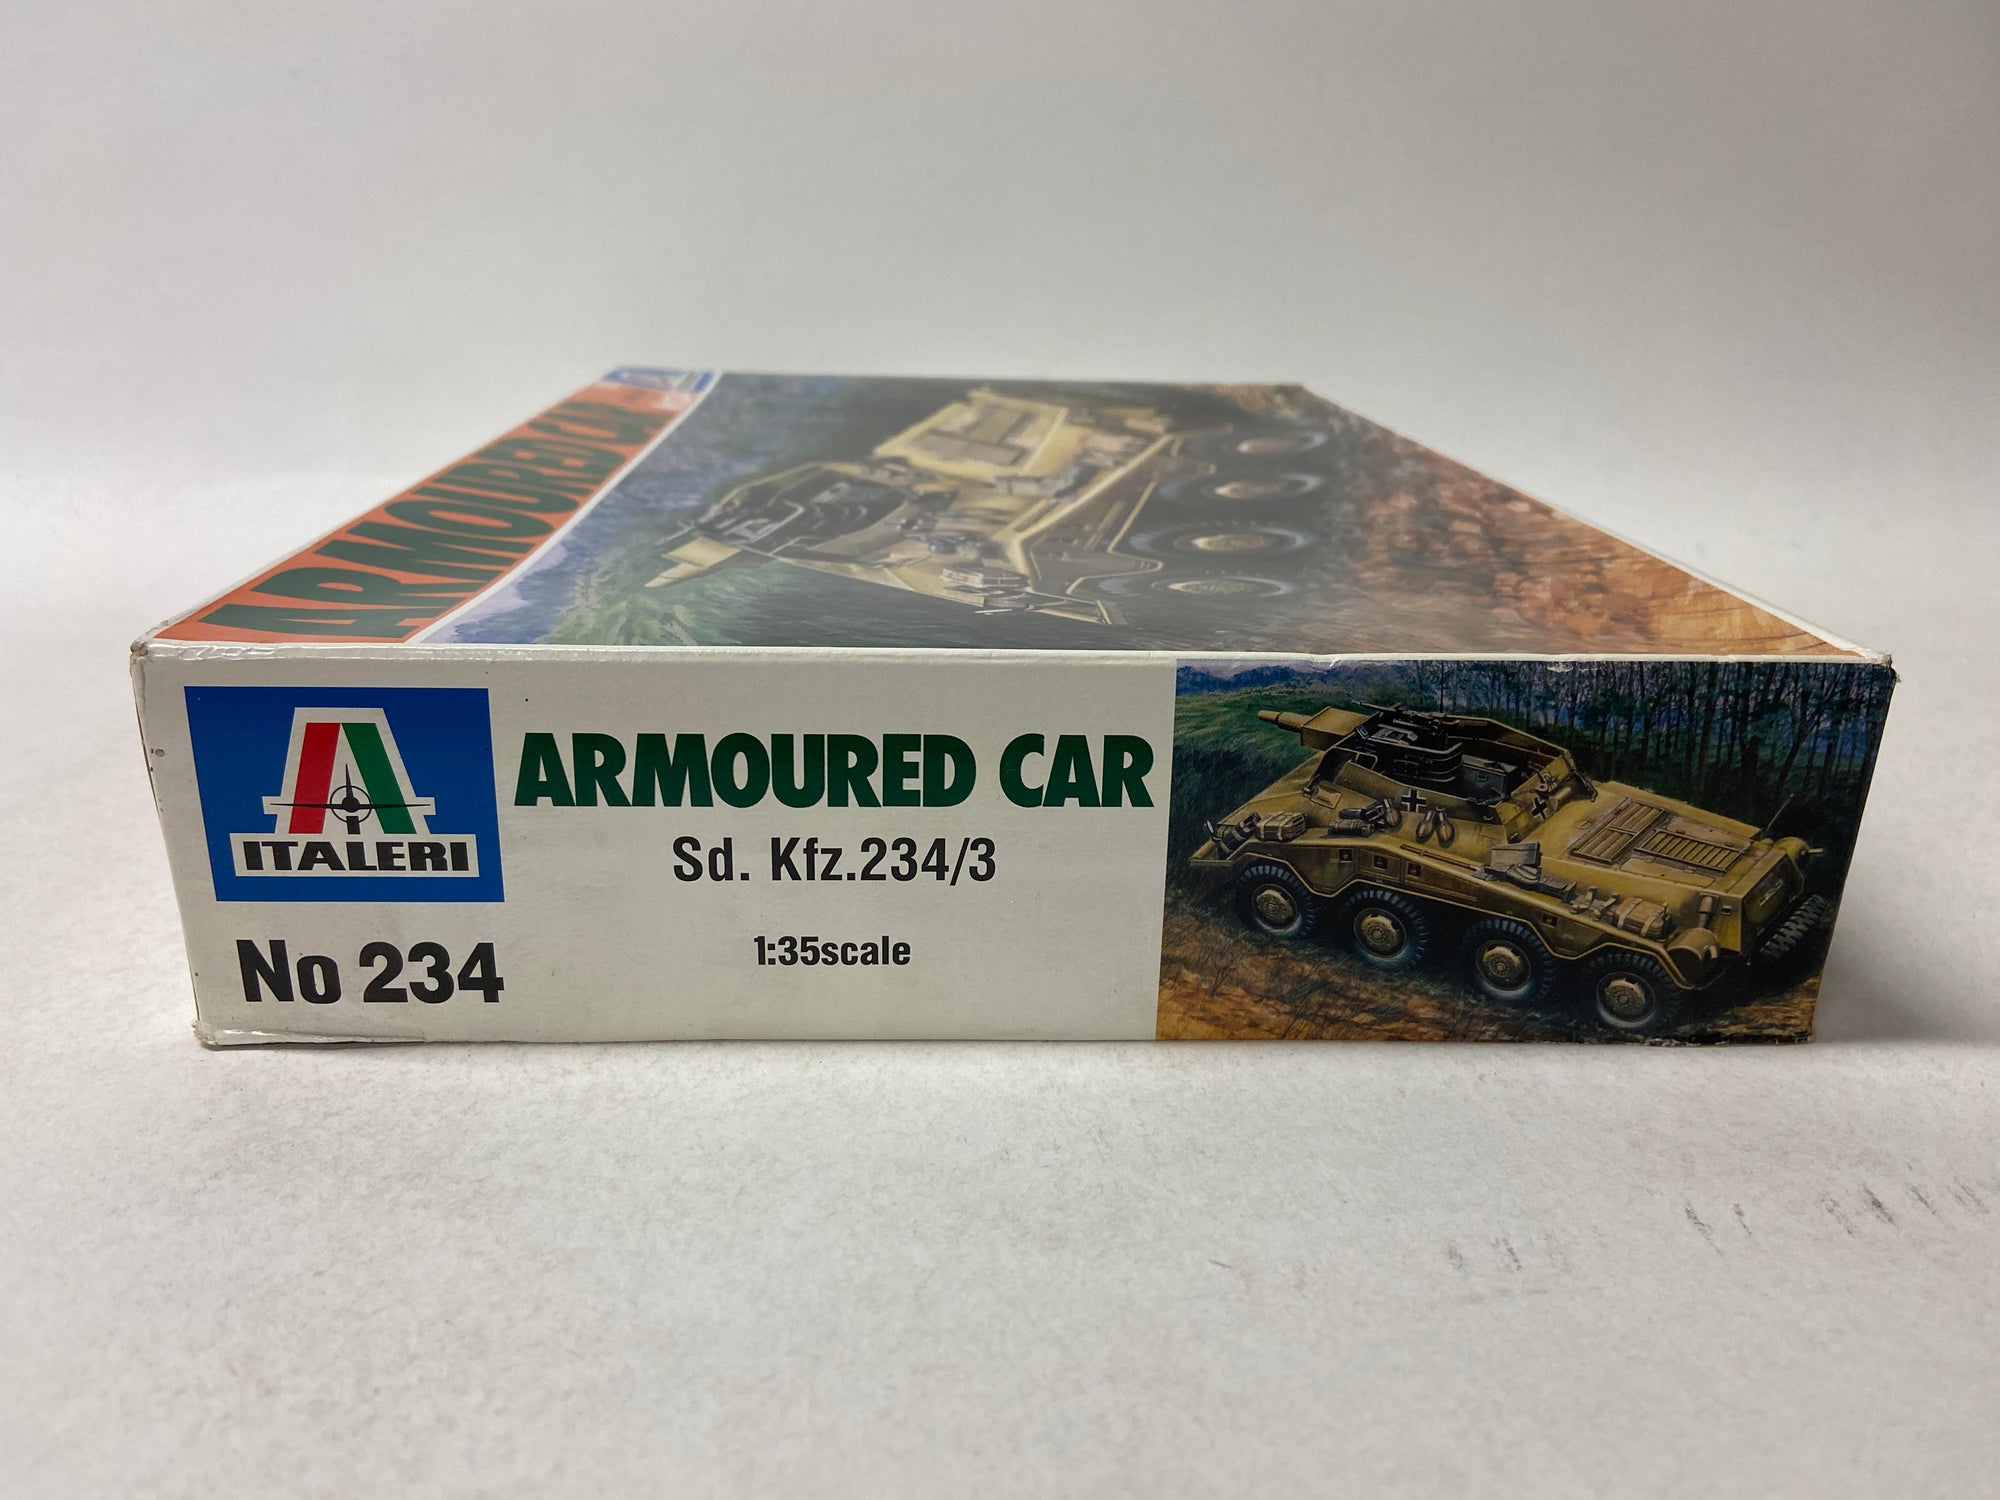 ARMOURED CAR
ITALERI
No 234
ARMOURED CAR
Sd. Kfz.234/3
1:35scale